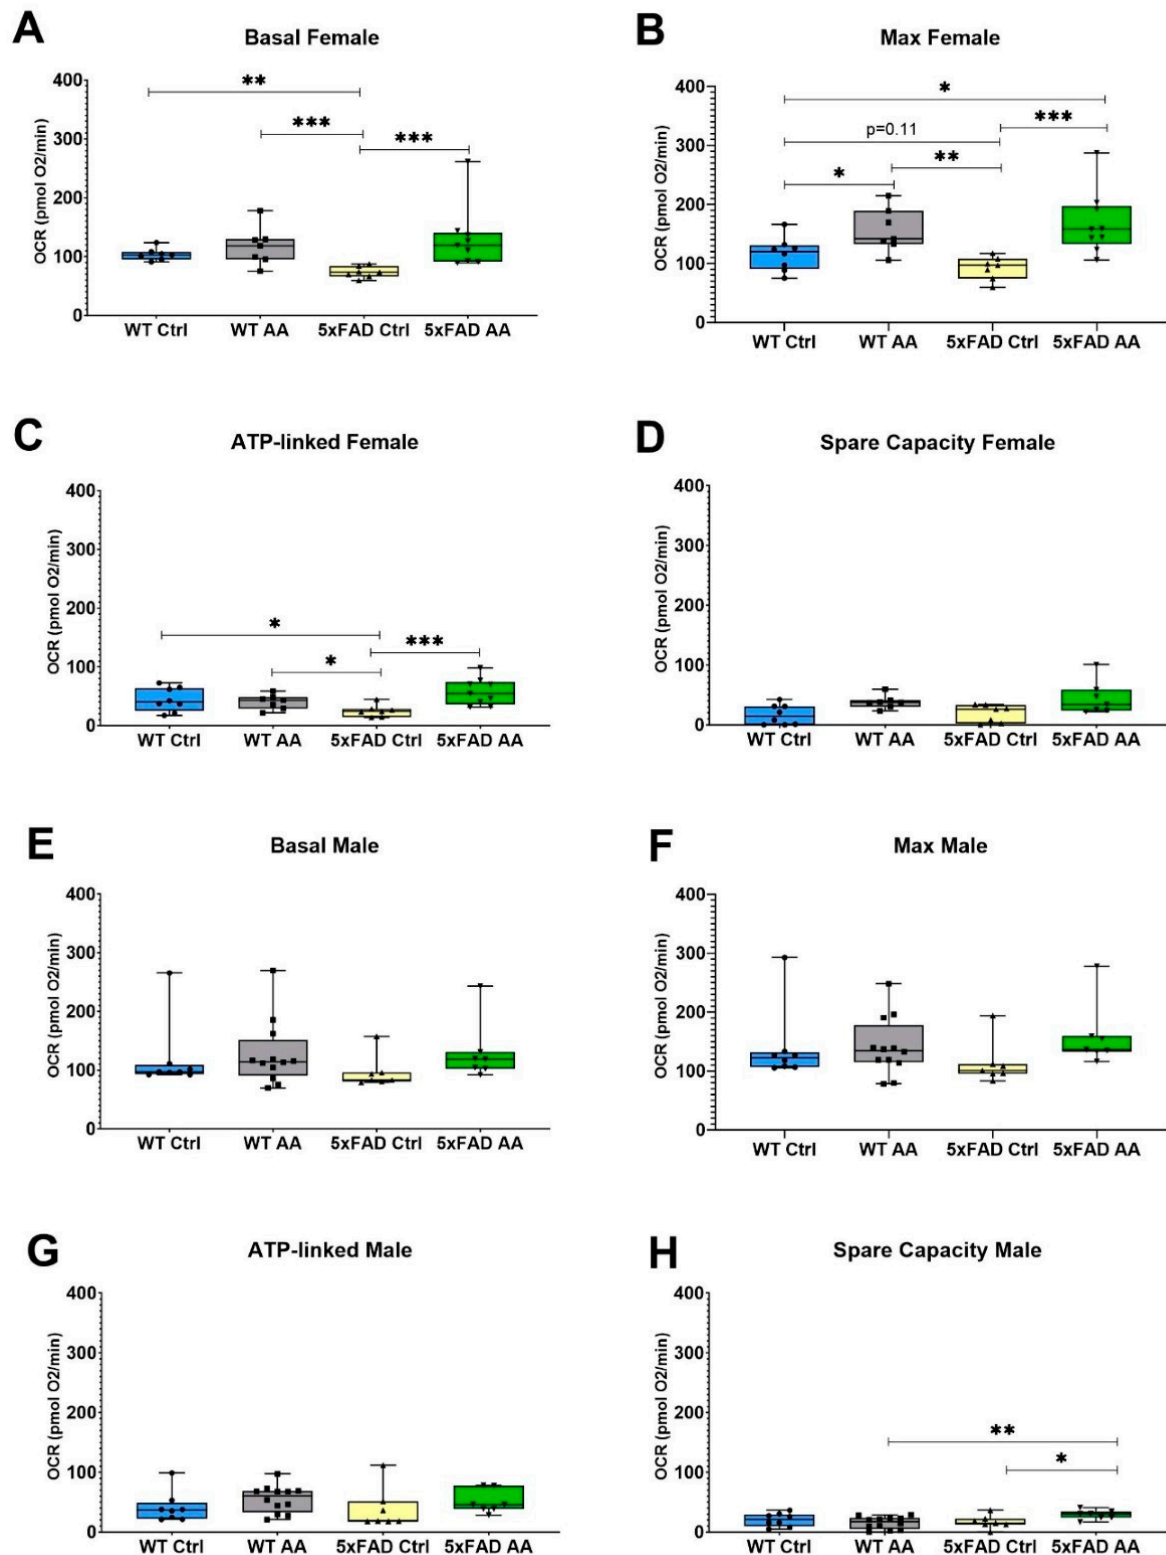 A
Basal Female
400
300
200
100
0
OCR (pmol O2/min)
**
***
***
WT Ctrl
WT AA
5xFAD Ctrl
5xFAD AA
B
Max Female
400
300
200
100
0
OCR (pmol O2/min)
*
p=0.11
***
*
**
WT Ctrl
WT AA
5xFAD Ctrl
5xFAD AA
C
ATP-linked Female
400
300
200
100
0
OCR (pmol O2/min)
*
***
*
WT Ctrl
WT AA
5xFAD Ctrl
5xFAD AA
D
Spare Capacity Female
400
300
200
100
0
OCR (pmol O2/min)
WT Ctrl
WT AA
5xFAD Ctrl
5xFAD AA
E
Basal Male
400
300
200
100
0
OCR (pmol O2/min)
WT Ctrl
WT AA
5xFAD Ctrl
5xFAD AA
F
Max Male
400
300
200
100
0
OCR (pmol O2/min)
WT Ctrl
WT AA
5xFAD Ctrl
5xFAD AA
G
ATP-linked Male
400
300
200
100
0
OCR (pmol O2/min)
WT Ctrl
WT AA
5xFAD Ctrl
5xFAD AA
H
Spare Capacity Male
400
300
200
100
0
OCR (pmol O2/min)
**
*
WT Ctrl
WT AA
5xFAD Ctrl
5xFAD AA